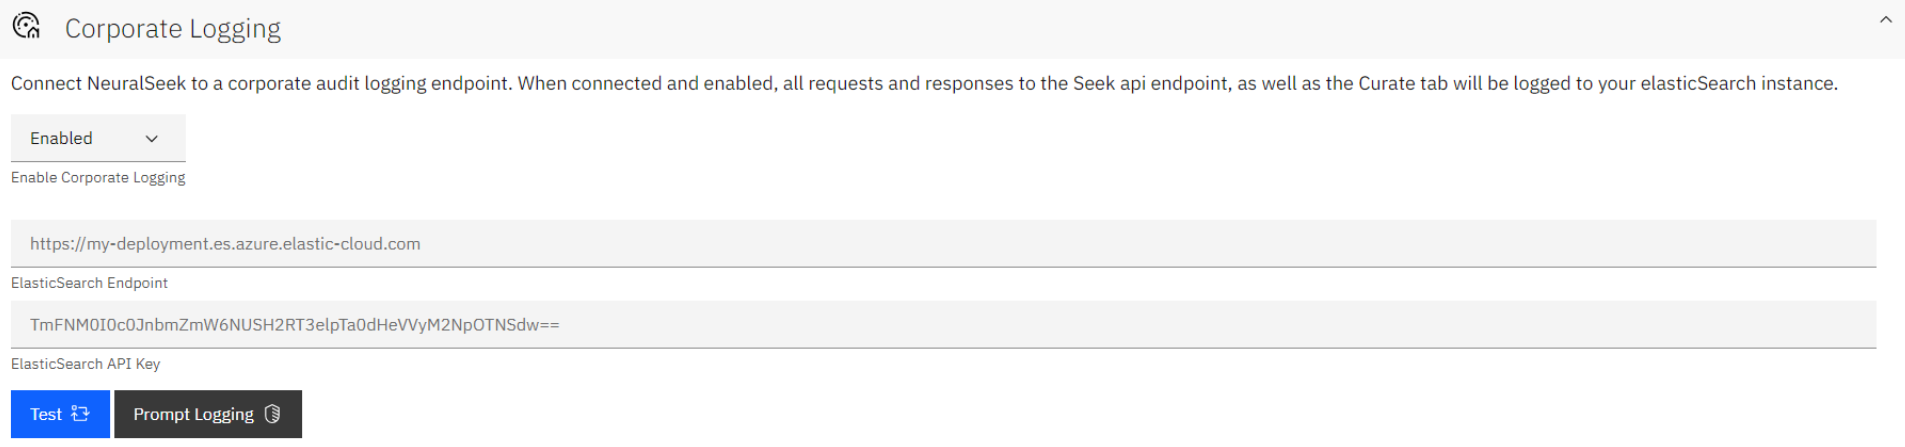 Corporate Logging
Connect NeuralSeek to a corporate audit logging endpoint. When connected and enabled, all requests and responses to the Seek api endpoint, as well as the Curate tab will be logged to your elasticSearch instance.
Enabled
Enable Corporate Logging
https://my-deployment.es.azure.elastic-cloud.com
ElasticSearch Endpoint
TmFNM0I0c0JnbmZmW6NUSH2RT3elpTa0dHeVVyM2NpOTNSdw==
ElasticSearch API Key
Test
Prompt Logging